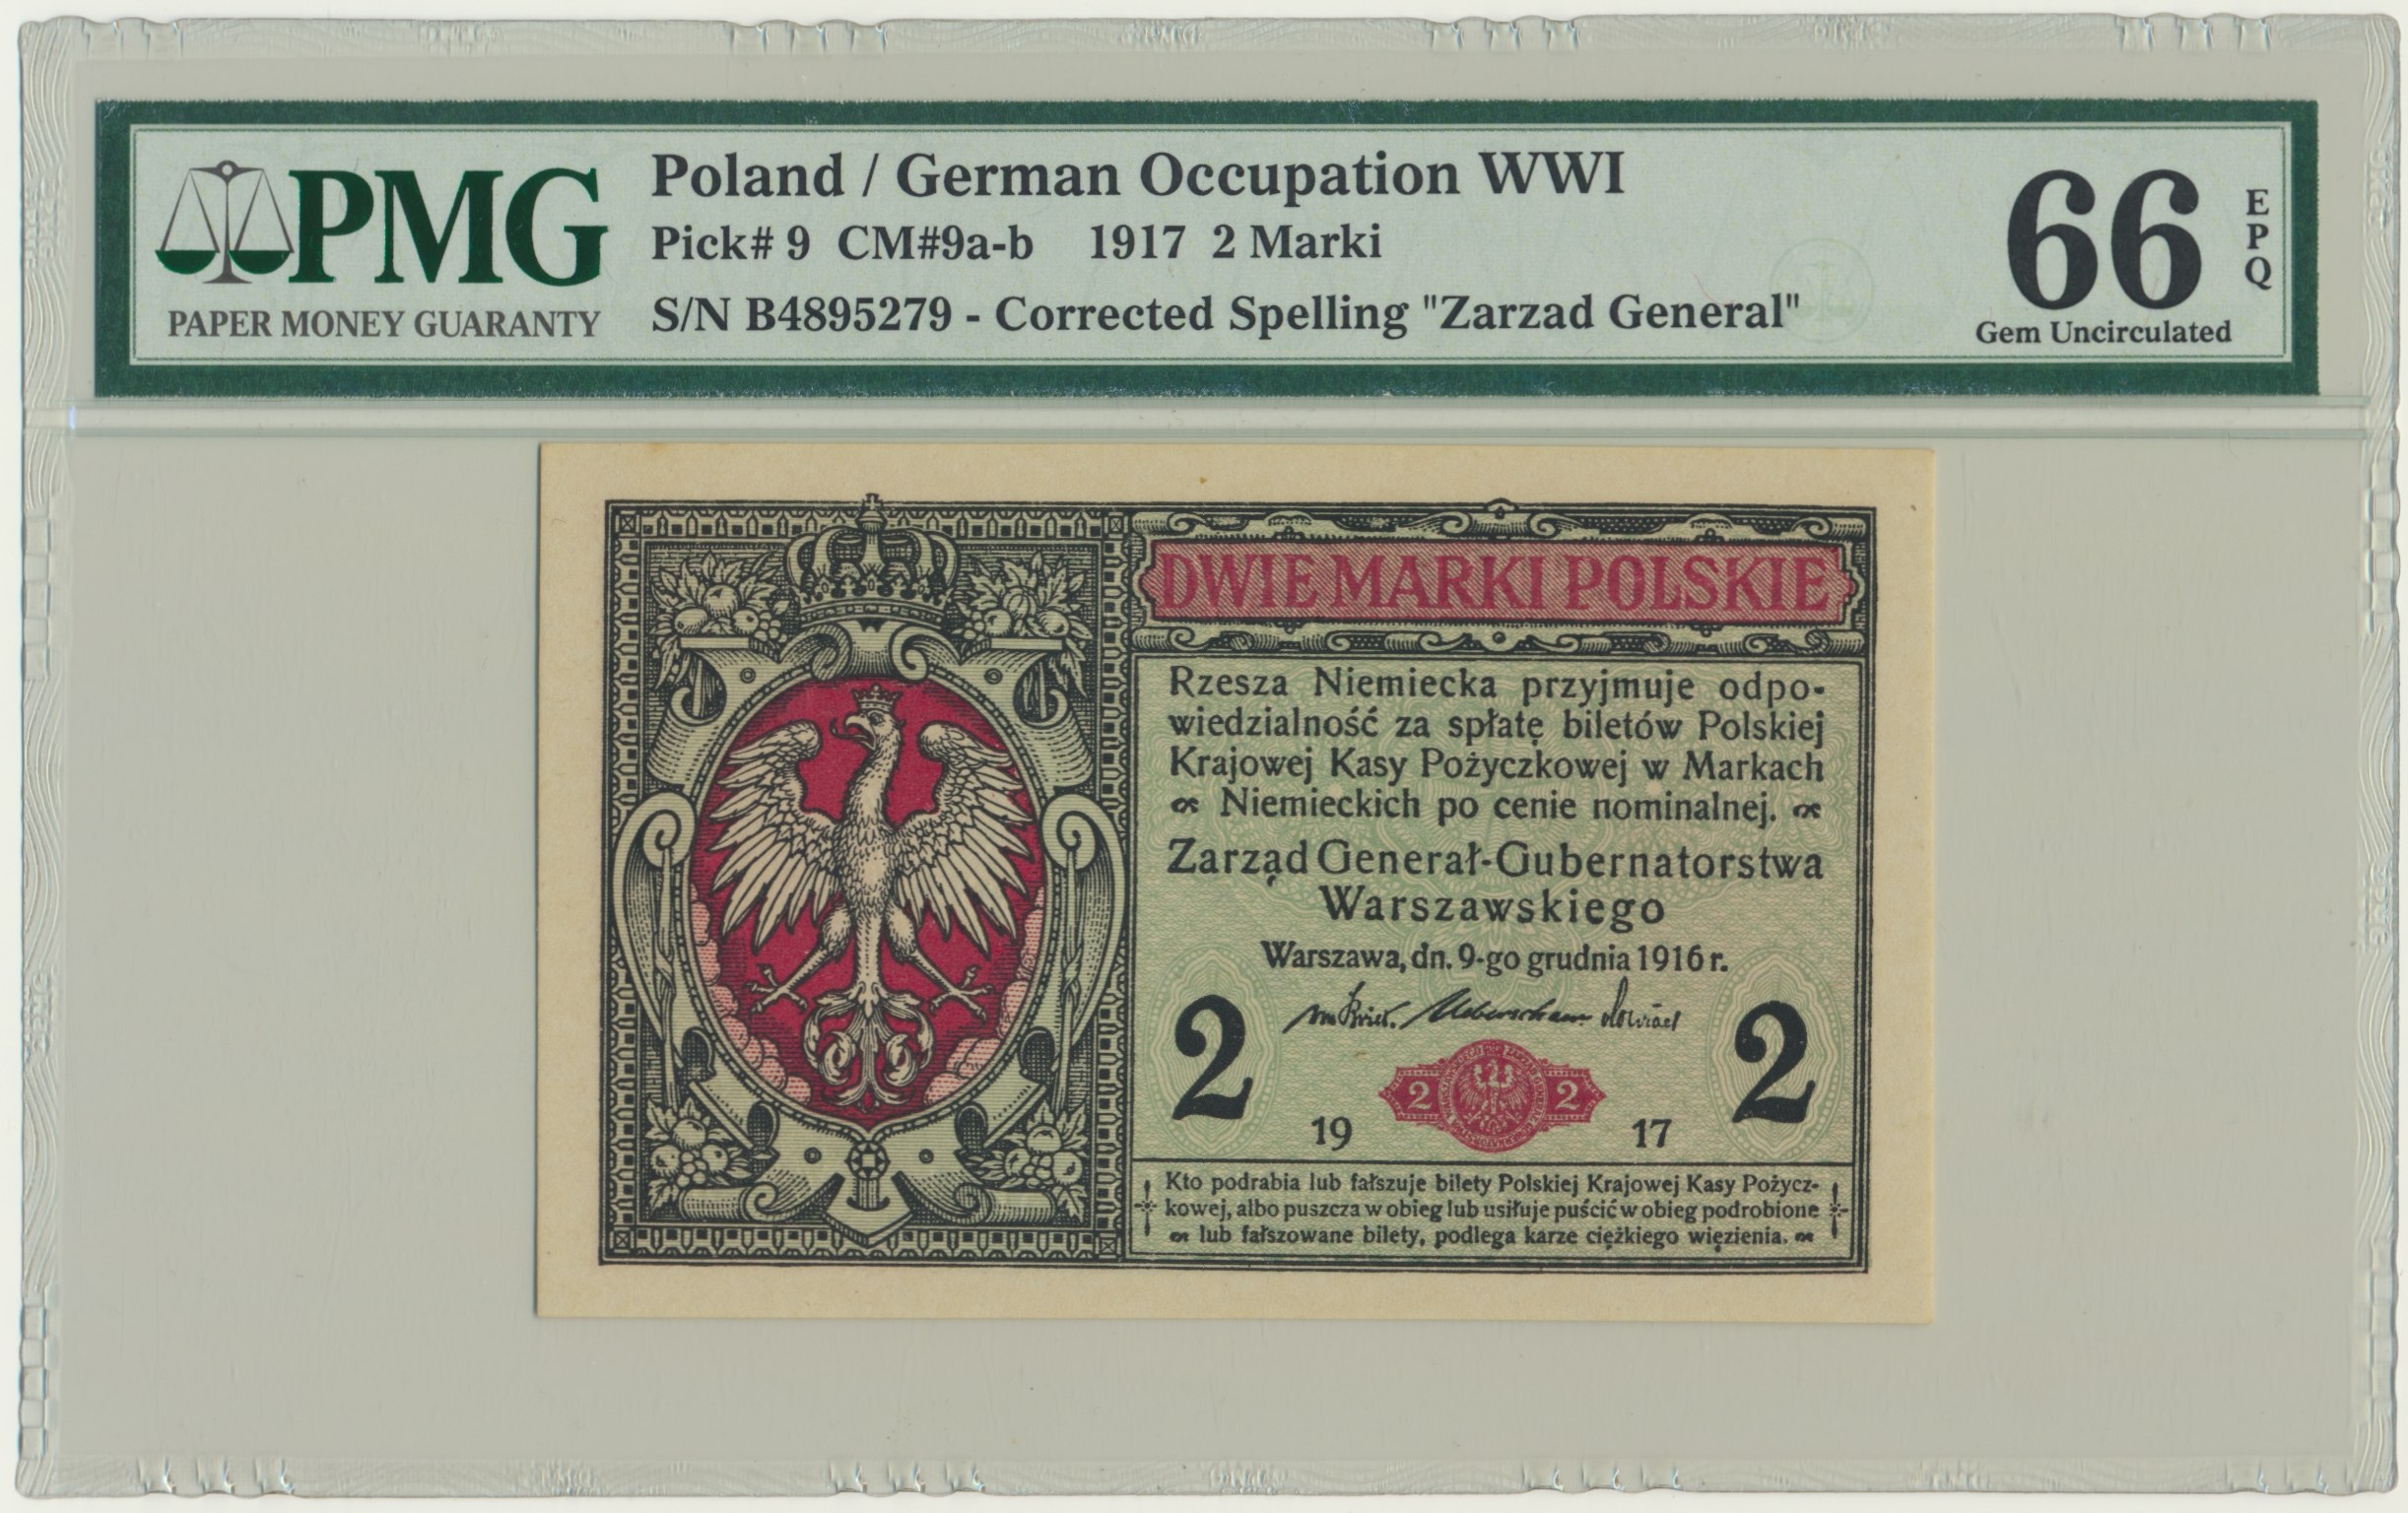 PMG
PAPER MONEY GUARANTY
Poland / German Occupation WWI
Pick# 9 CM#9a-b 1917 2 Marki
S/N B4895279 - Corrected Spelling "Zarzad General"
66
EPQ
Gem Uncirculated
DWIE MARKI POLSKIE
Rzesza Niemiecka przyjmuje odpo-
wiedzialność za spłatę biletów Polskiej
Krajowej Kasy Pożyczkowej w Markach
Niemieckich po cenie nominalnej.
Zarząd Generał-Gubernatorstwa
Warszawskiego
Warszawa, dn. 9-go grudnia 1916 r.
2 2
2 2
19 17
Kto podrabia lub fałszuje bilety Polskiej Krajowej Kasy Pożycz-
kowej, albo puszcza w obieg lub usiłuje puścić w obieg podrobione
lub fałszowane bilety, podlega karze ciężkiego więzienia.